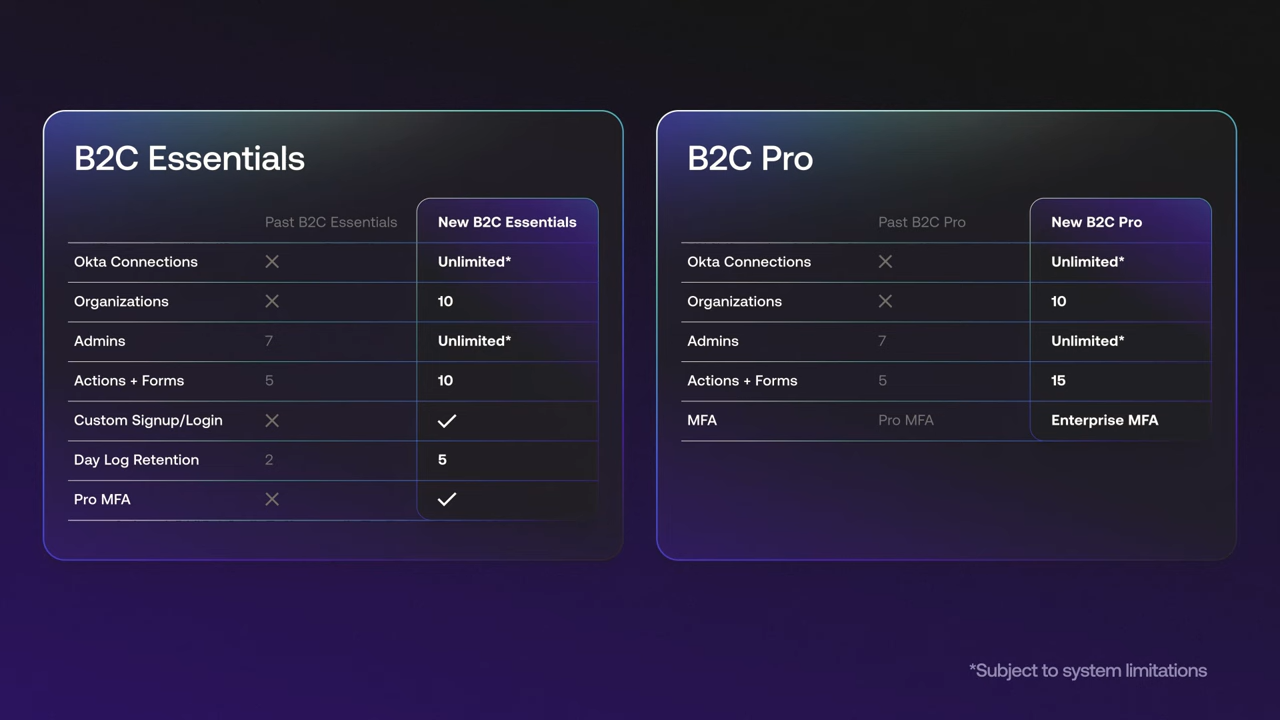 B2C Essentials
Past B2C Essentials New B2C Essentials
Okta Connections Unlimited*
Organizations 10
Admins 7 Unlimited*
Actions + Forms 5 10
Custom Signup/Login
Day Log Retention 2 5
Pro MFA
B2C Pro
Past B2C Pro New B2C Pro
Okta Connections Unlimited*
Organizations 10
Admins 7 Unlimited*
Actions + Forms 5 15
MFA Pro MFA Enterprise MFA
*Subject to system limitations